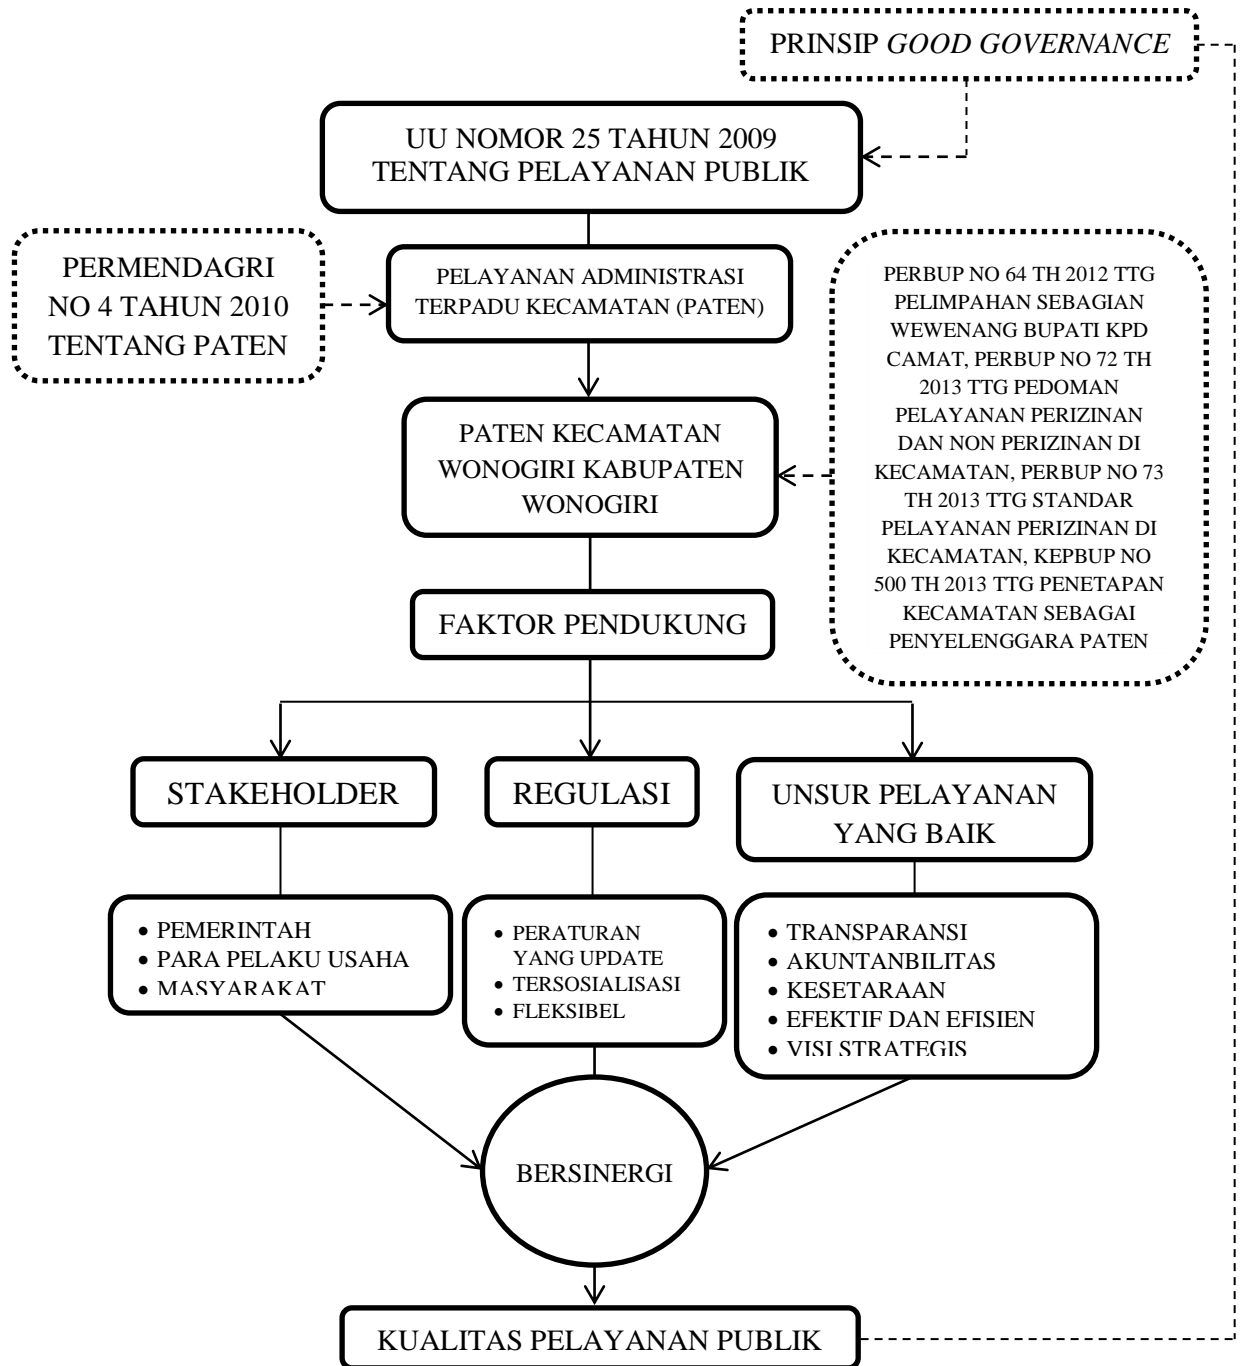 PRINSIP GOOD GOVERNANCE
UU NOMOR 25 TAHUN 2009
TENTANG PELAYANAN PUBLIK
PERMENDAGRI
NO 4 TAHUN 2010
TENTANG PATEN
PELAYANAN ADMINISTRASI
TERPADU KECAMATAN (PATEN)
PERBUP NO 64 TH 2012 TTG
PELIMPAHAN SEBAGIAN
WEWENANG BUPATI KPD
CAMAT, PERBUP NO 72 TH
2013 TTG PEDOMAN
PELAYANAN PERIZINAN
DAN NON PERIZINAN DI
KECAMATAN, PERBUP NO 73
TH 2013 TTG STANDAR
PELAYANAN PERIZINAN DI
KECAMATAN, KEPBUP NO
500 TH 2013 TTG PENETAPAN
KECAMATAN SEBAGAI
PENYELENGGARA PATEN
PATEN KECAMATAN
WONOGIRI KABUPATEN
WONOGIRI
FAKTOR PENDUKUNG
STAKEHOLDER
REGULASI
UNSUR PELAYANAN
YANG BAIK
• PEMERINTAH
• PARA PELAKU USAHA
• MASYARAKAT
• PERATURAN
YANG UPDATE
• TERSOSIALISASI
• FLEKSIBEL
• TRANSPARANSI
• AKUNTANBILITAS
• KESETARAAN
• EFEKTIF DAN EFISIEN
• VISI STRATEGIS
BERSINERGI
KUALITAS PELAYANAN PUBLIK